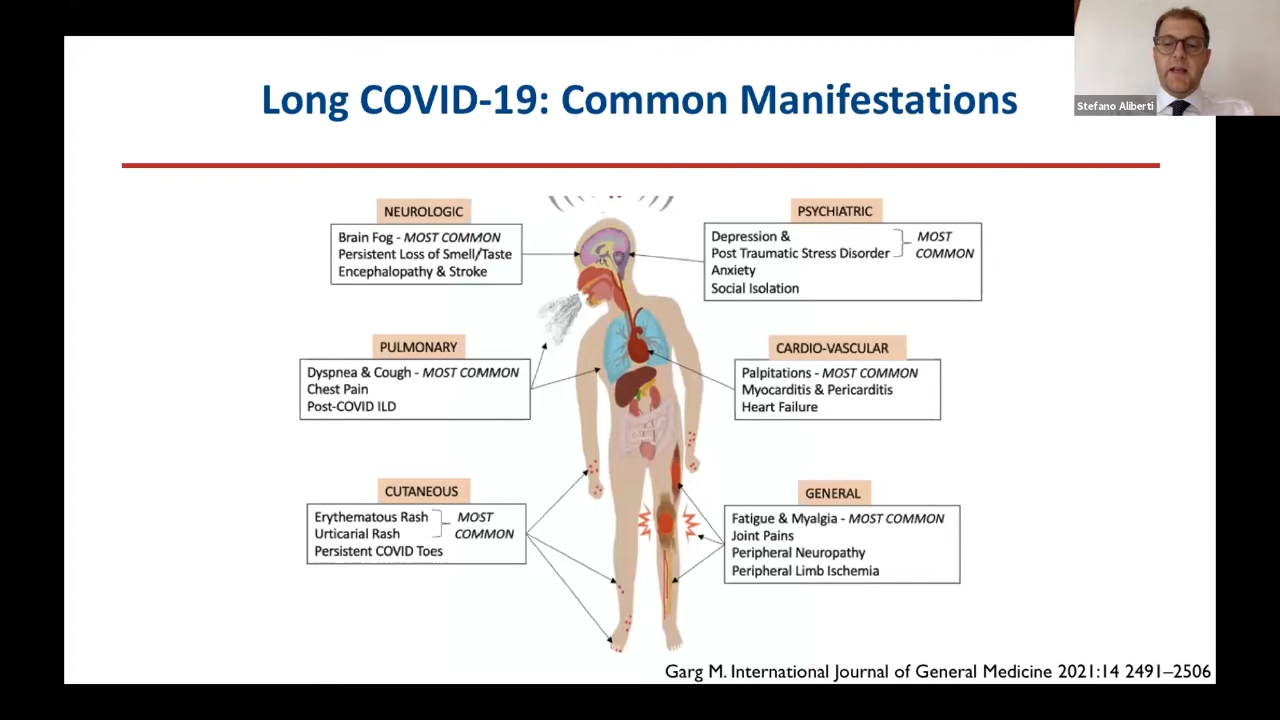 Long COVID-19: Common Manifestations
Stefano Aliberti
NEUROLOGIC
Brain Fog - MOST COMMON
Persistent Loss of Smell/Taste
Encephalopathy & Stroke
PSYCHIATRIC
Depression &
Post Traumatic Stress Disorder
MOST
COMMON
Anxiety
Social Isolation
PULMONARY
Dyspnea & Cough - MOST COMMON
Chest Pain
Post-COVID ILD
CARDIO-VASCULAR
Palpitations - MOST COMMON
Myocarditis & Pericarditis
Heart Failure
CUTANEOUS
Erythematous Rash
Urticarial Rash
MOST
COMMON
Persistent COVID Toes
GENERAL
Fatigue & Myalgia - MOST COMMON
Joint Pains
Peripheral Neuropathy
Peripheral Limb Ischemia
Garg M. International Journal of General Medicine 2021:14 2491–2506